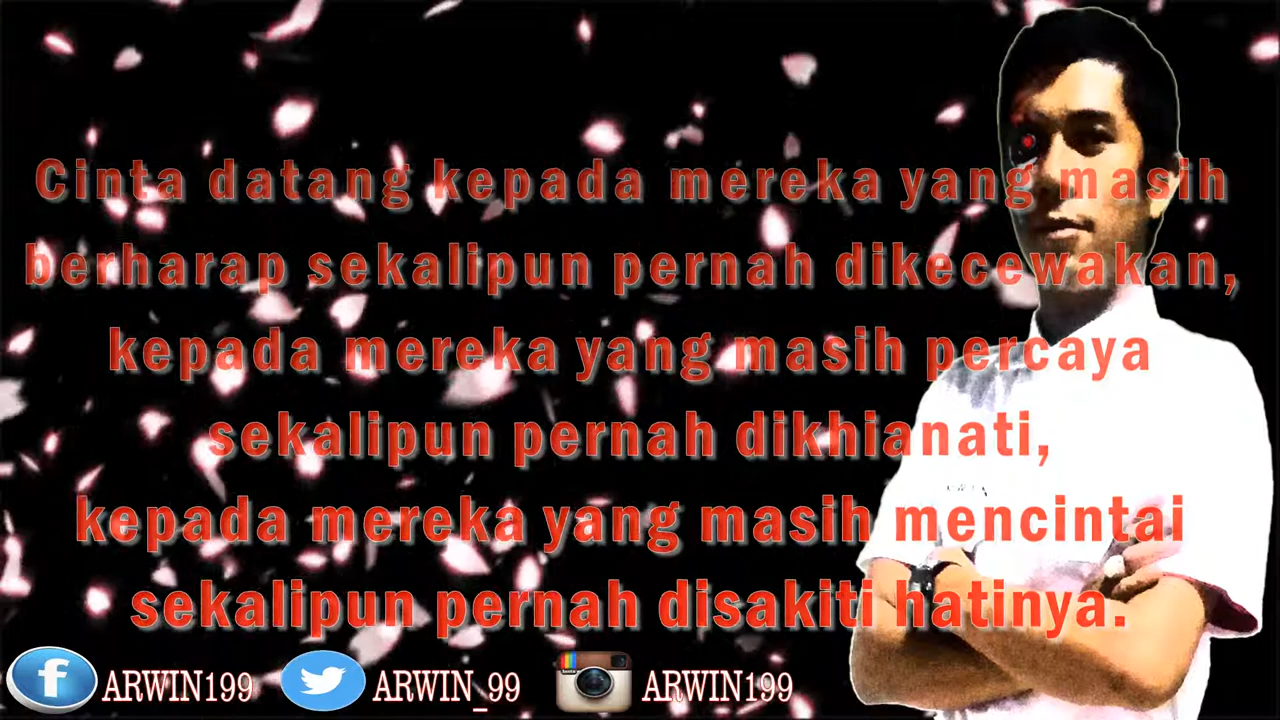 Cinta datang kepada mereka yang masih
berharap sekalipun pernah dikecewakan,
kepada mereka yang masih percaya
sekalipun pernah dikhianati,
kepada mereka yang masih mencintai
sekalipun pernah disakiti hatinya.
ARWIN199 ARWIN_99 ARWIN199